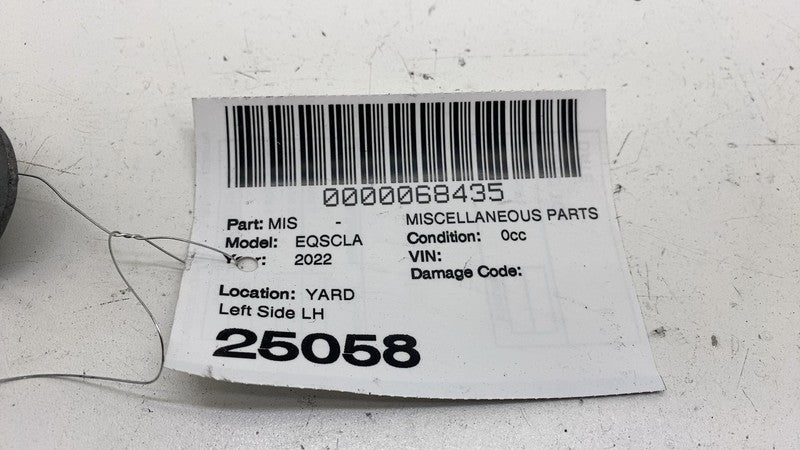 0000068435
Part: MIS - MISCELLANEOUS PARTS
Model: EQSCLA Condition: 0cc
2022 VIN:
Damage Code:
Location: YARD
Left Side LH
25058